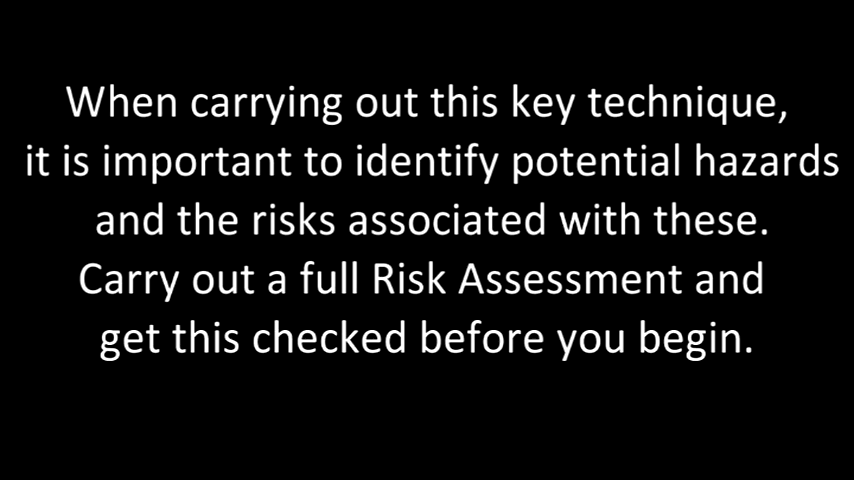 When carrying out this key technique,
it is important to identify potential hazards
and the risks associated with these.
Carry out a full Risk Assessment and
get this checked before you begin.